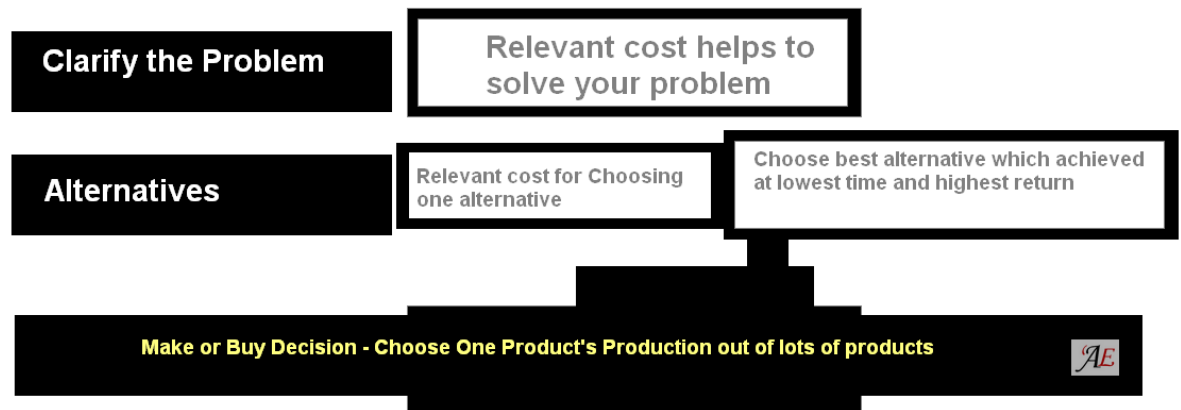 Clarify the Problem
Relevant cost helps to
solve your problem
Alternatives
Relevant cost for Choosing
one alternative
Choose best alternative which achieved
at lowest time and highest return
Make or Buy Decision - Choose One Product's Production out of lots of products
AE